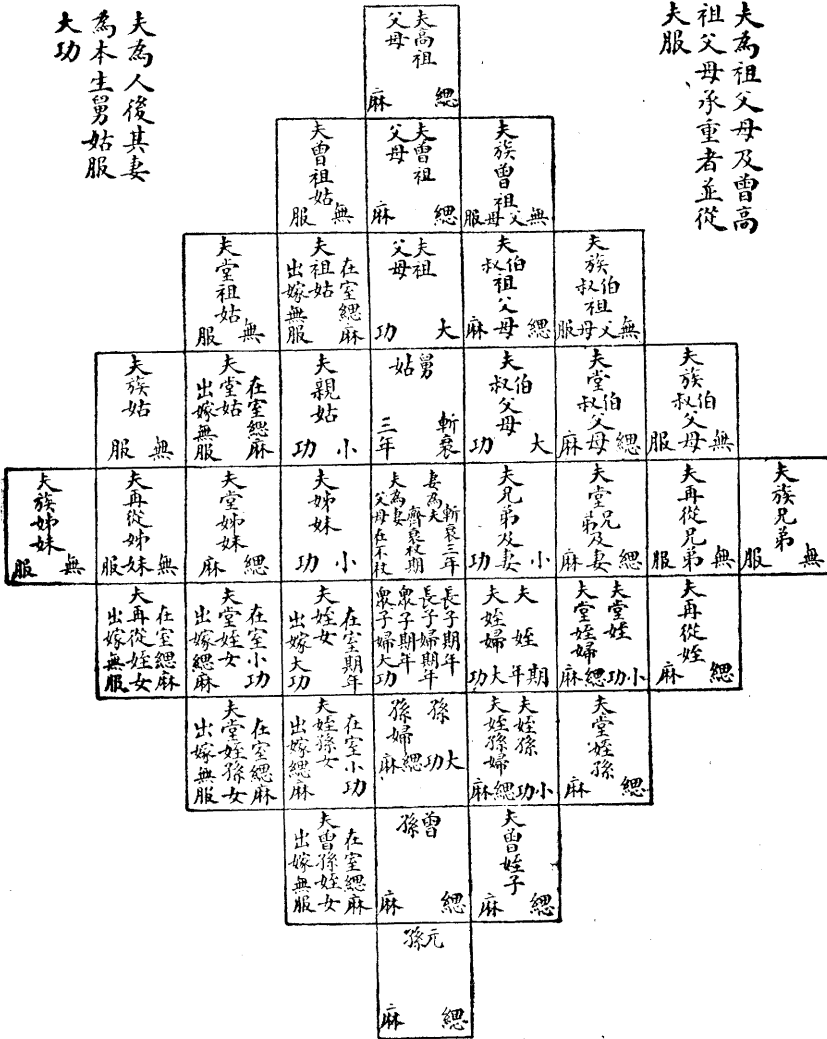 夫為祖父母及曾高
祖父母承重者並從
夫服
夫高祖
父母
緦麻
夫族曾祖父母
無服
夫曾祖
父母
緦麻
夫曾祖姑
無服
夫族伯叔祖父母
無服
夫伯叔祖父母
緦麻
夫祖
父母
大功
夫祖姑
在室緦麻
出嫁無服
夫堂祖姑
無服
夫族伯叔父母
無服
夫堂伯叔父母
緦麻
夫伯叔父母
大功
舅姑
斬衰三年
夫親姑
小功
夫堂姑
在室緦麻
出嫁無服
夫族姑
無服
夫族兄弟
無服
夫再從兄弟
無服
夫堂兄弟及妻
緦麻
夫兄弟及妻
小功
妻為夫
斬衰三年
夫為妻
齊衰杖期
父母在不杖
夫姊妹
小功
夫堂姊妹
緦麻
夫再從姊妹
無服
夫族姊妹
無服
夫再從姪
緦麻
夫堂姪
小功
夫堂姪婦
緦麻
夫姪
期年
夫姪婦
大功
長子期年
長子婦期年
衆子期年
衆子婦大功
夫姪女
在室期年
出嫁大功
夫堂姪女
在室小功
出嫁緦麻
夫再從姪女
在室緦麻
出嫁無服
夫堂姪孫
緦麻
夫姪孫
小功
夫姪孫婦
緦麻
孫
大功
孫婦
緦麻
夫姪孫女
在室小功
出嫁緦麻
夫堂姪孫女
在室緦麻
出嫁無服
夫曾姪子
緦麻
曾孫
緦麻
夫曾孫姪女
在室緦麻
出嫁無服
元孫
緦麻
夫為人後其妻
為本生舅姑服
大功